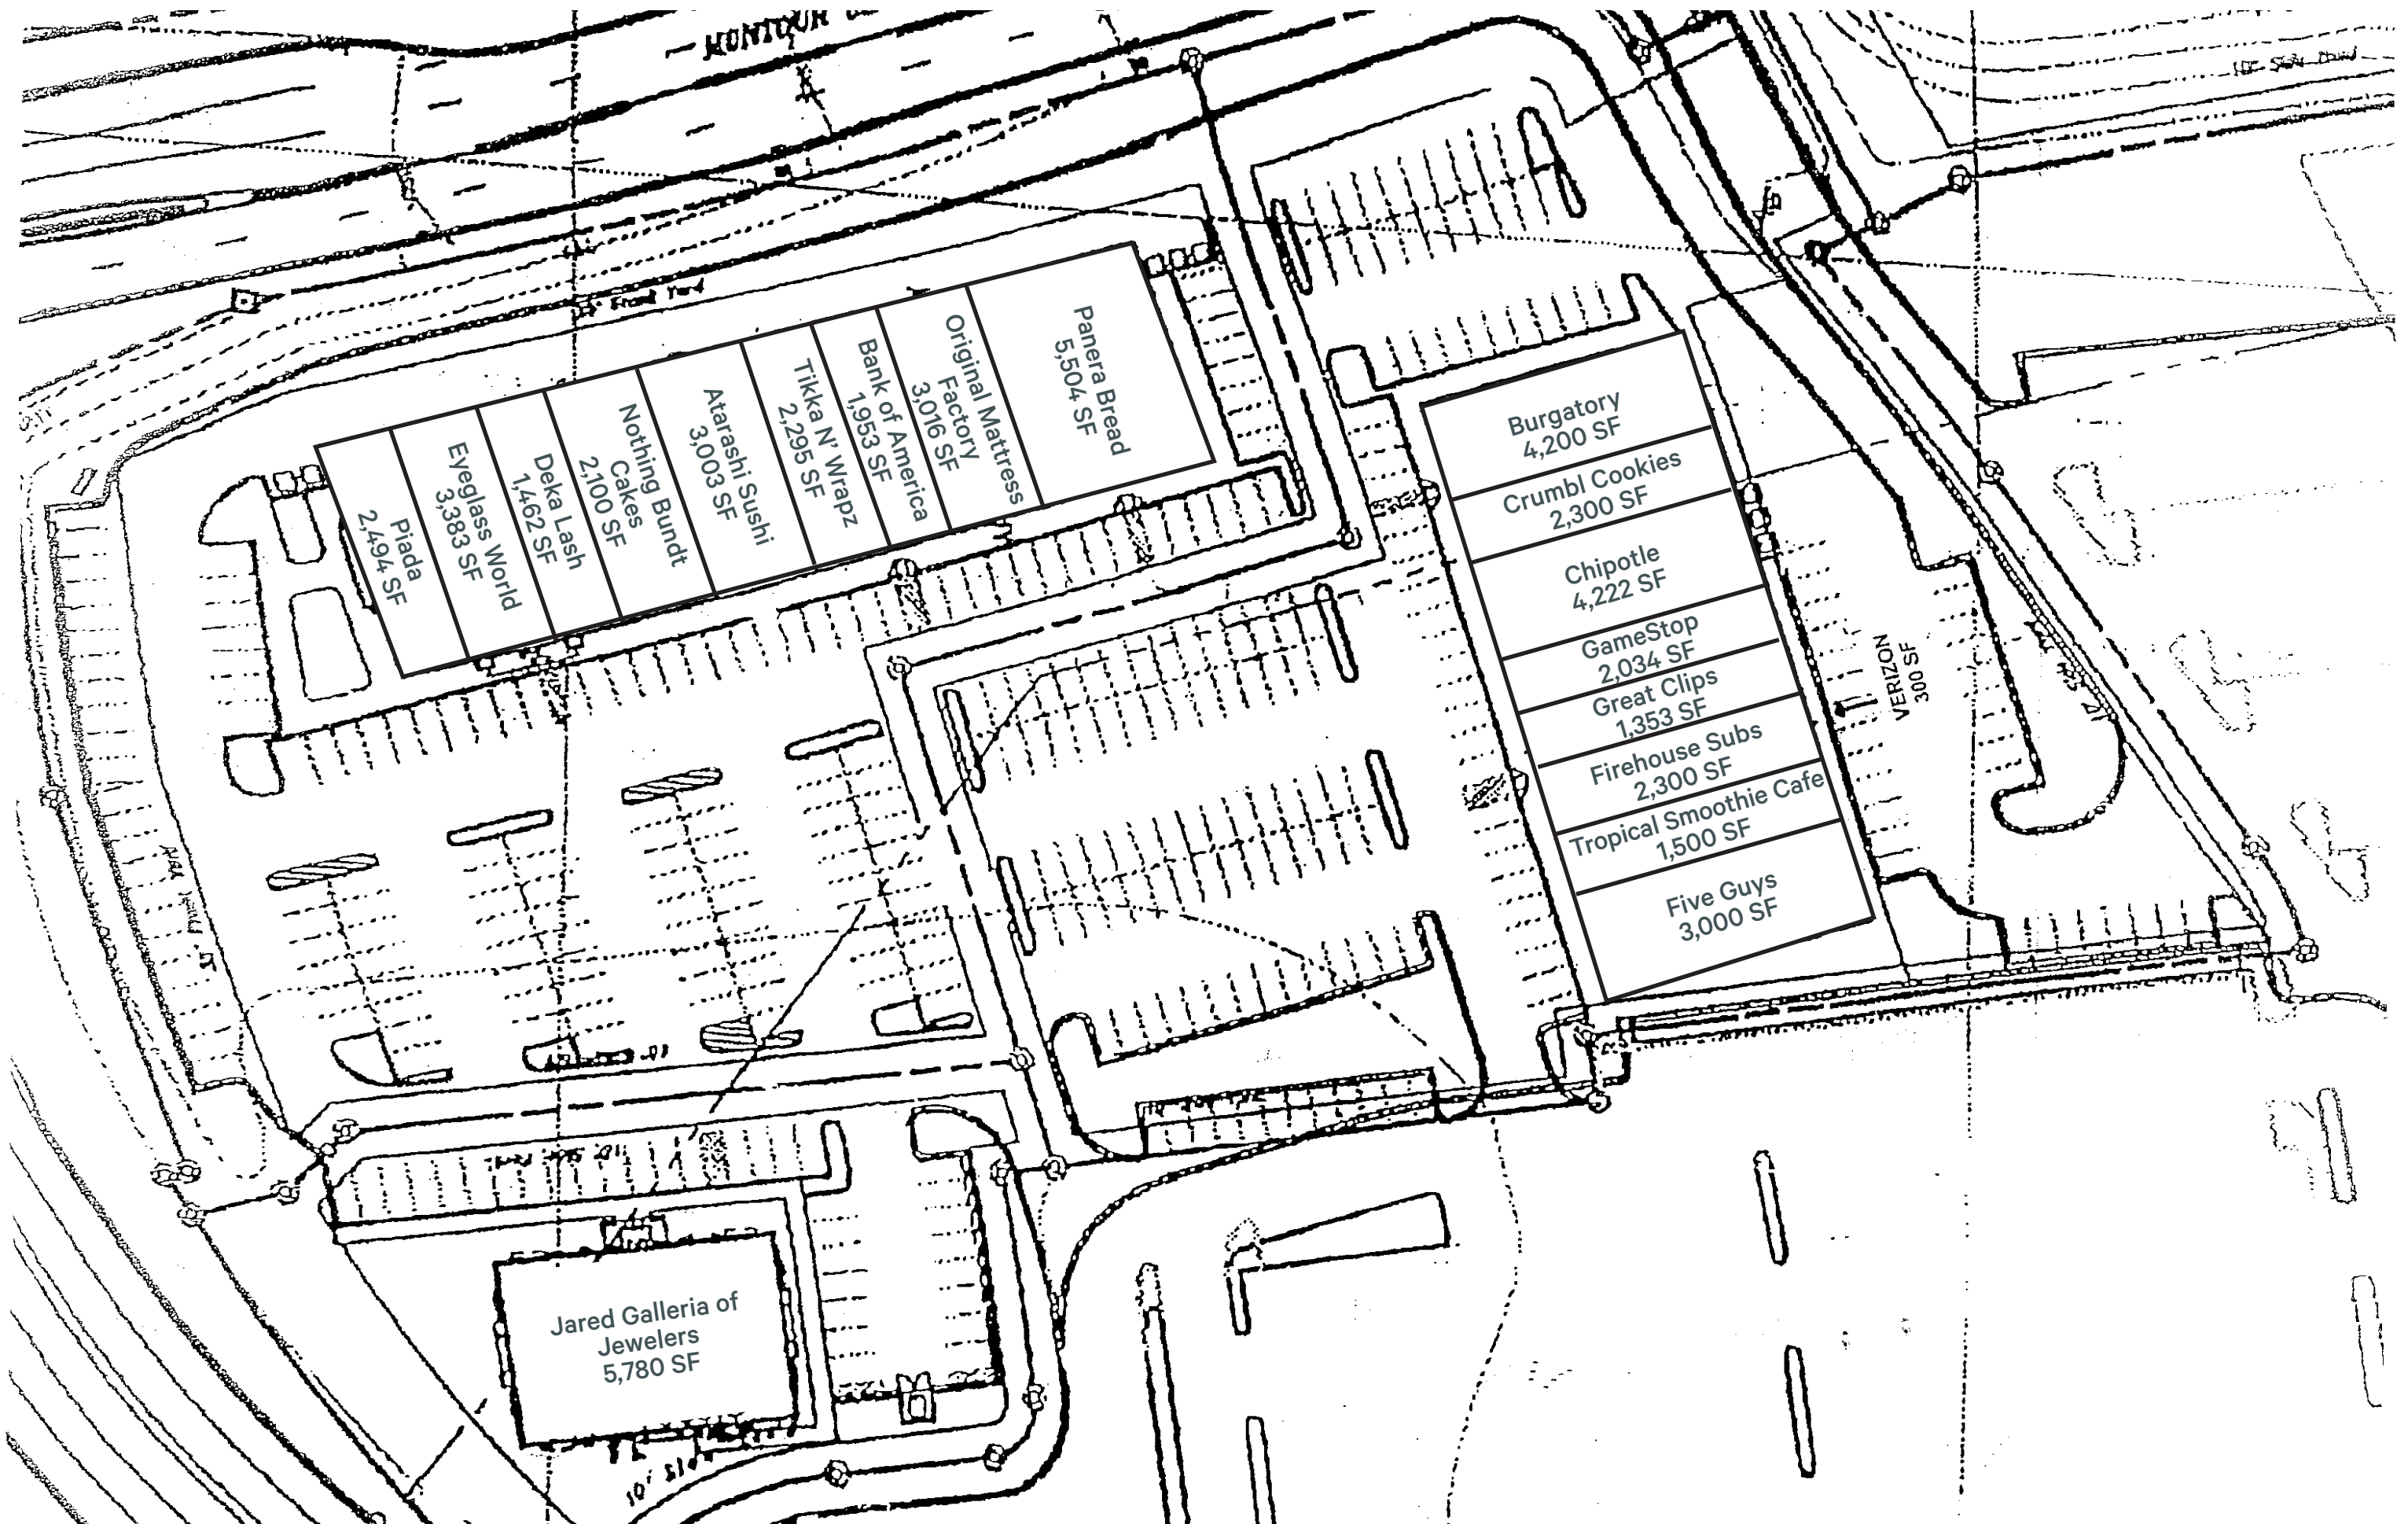 MONTOUR
Front Yard
Piada
2,494 SF
Eyeglass World
3,383 SF
Deka Lash
1,462 SF
Nothing Bundt
Cakes
2,100 SF
Atarashi Sushi
3,003 SF
Tikka N' Wrapz
2,295 SF
Bank of America
1,953 SF
Original Mattress
Factory
3,016 SF
Panera Bread
5,504 SF
Burgatory
4,200 SF
Crumbl Cookies
2,300 SF
Chipotle
4,222 SF
GameStop
2,034 SF
Great Clips
1,353 SF
Firehouse Subs
2,300 SF
Tropical Smoothie Cafe
1,500 SF
Five Guys
3,000 SF
VERIZON
300 SF
Jared Galleria of
Jewelers
5,780 SF
10'